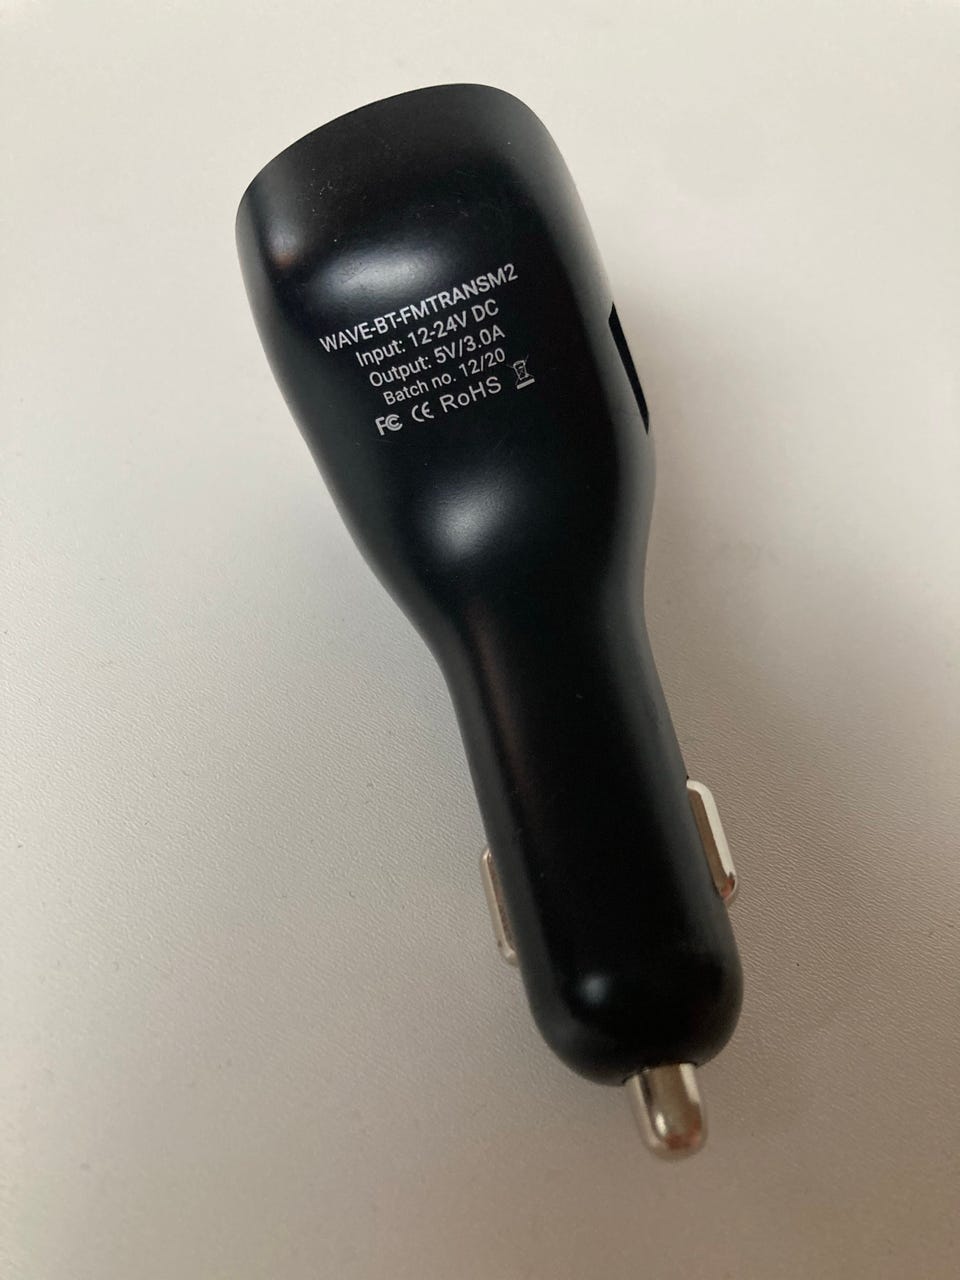 WAVE-BT-FMTRANSM2
Input: 12-24V DC
Output: 5V/3.0A
Batch no. 12/20
FC CE RoHS